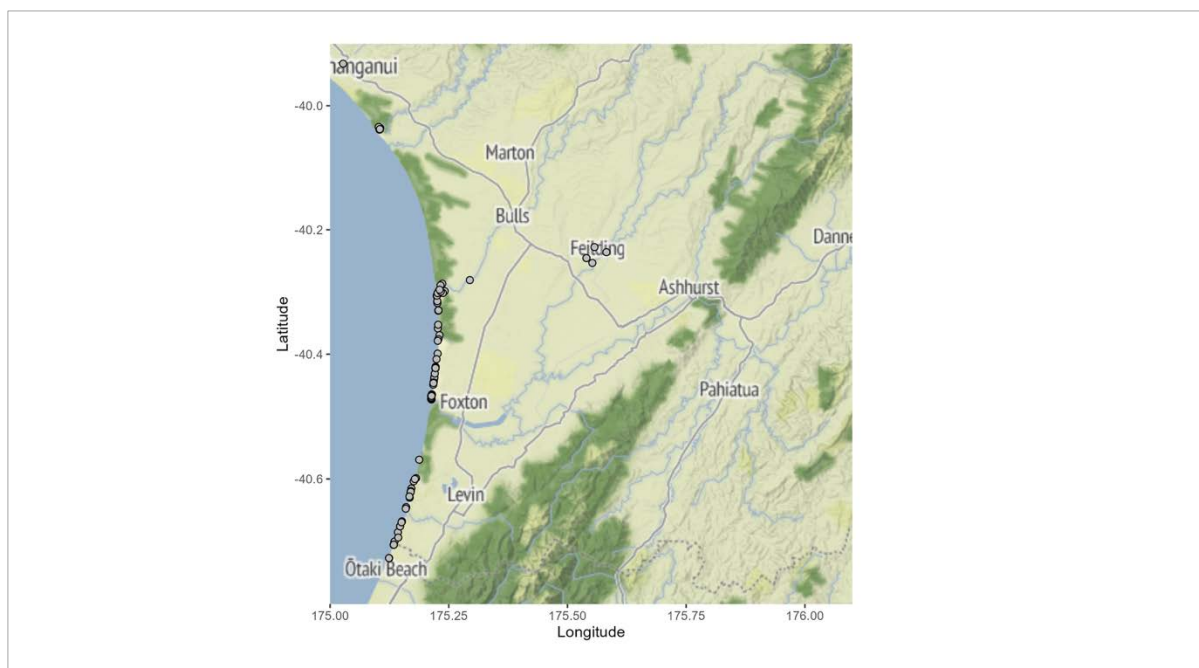 nanganui
-40.0
Marton
Bulls
-40.2
Feilding
Danne
Ashhurst
Latitude
-40.4
Pahiatua
Foxton
-40.6
Levin
Ōtaki Beach
175.00
175.25
175.50
175.75
176.00
Longitude